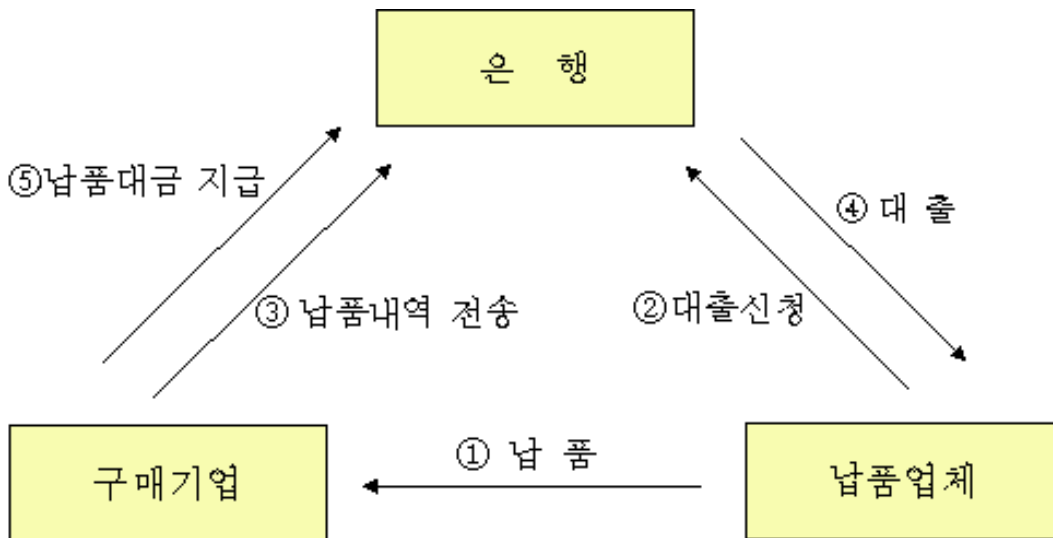 은 행
⑤납품대금 지급
④ 대 출
③ 납품내역 전송
②대출신청
① 납 품
구매기업
납품업체